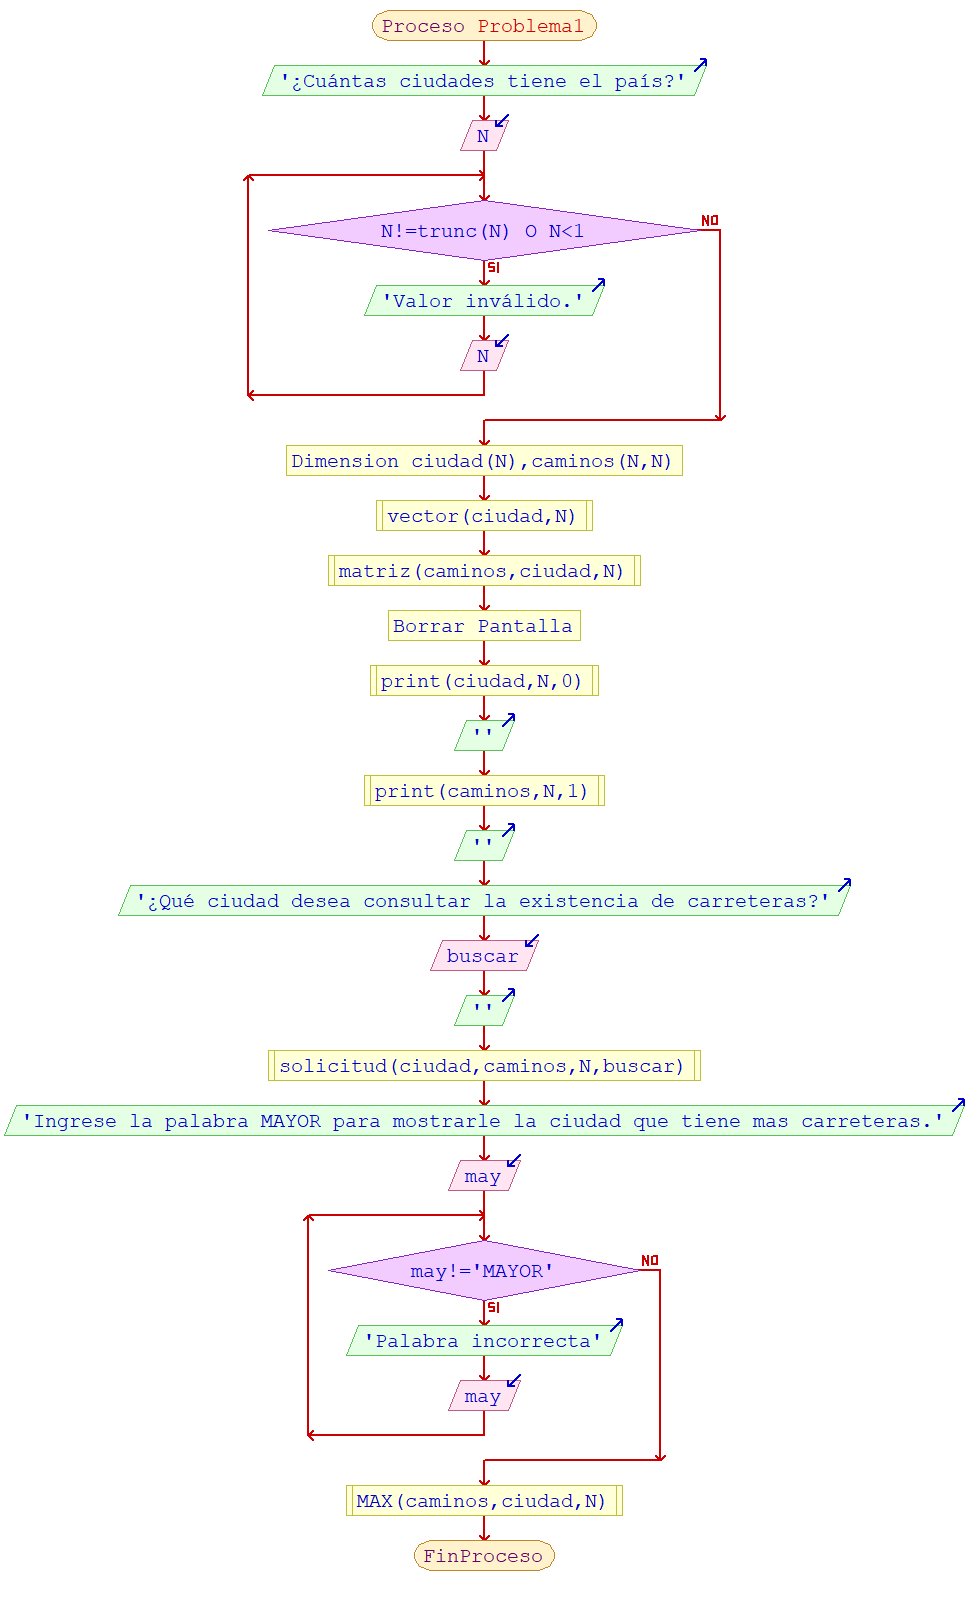 Proceso Problema1
'¿Cuántas ciudades tiene el país?'
N
N!=trunc(N) O N<1
NO
SI
'Valor inválido.'
N
Dimension ciudad(N),caminos(N,N)
vector(ciudad,N)
matriz(caminos,ciudad,N)
Borrar Pantalla
print(ciudad,N,0)
''
print(caminos,N,1)
''
'¿Qué ciudad desea consultar la existencia de carreteras?'
buscar
''
solicitud(ciudad,caminos,N,buscar)
'Ingrese la palabra MAYOR para mostrarle la ciudad que tiene mas carreteras.'
may
may!='MAYOR'
NO
SI
'Palabra incorrecta'
may
MAX(caminos,ciudad,N)
FinProceso